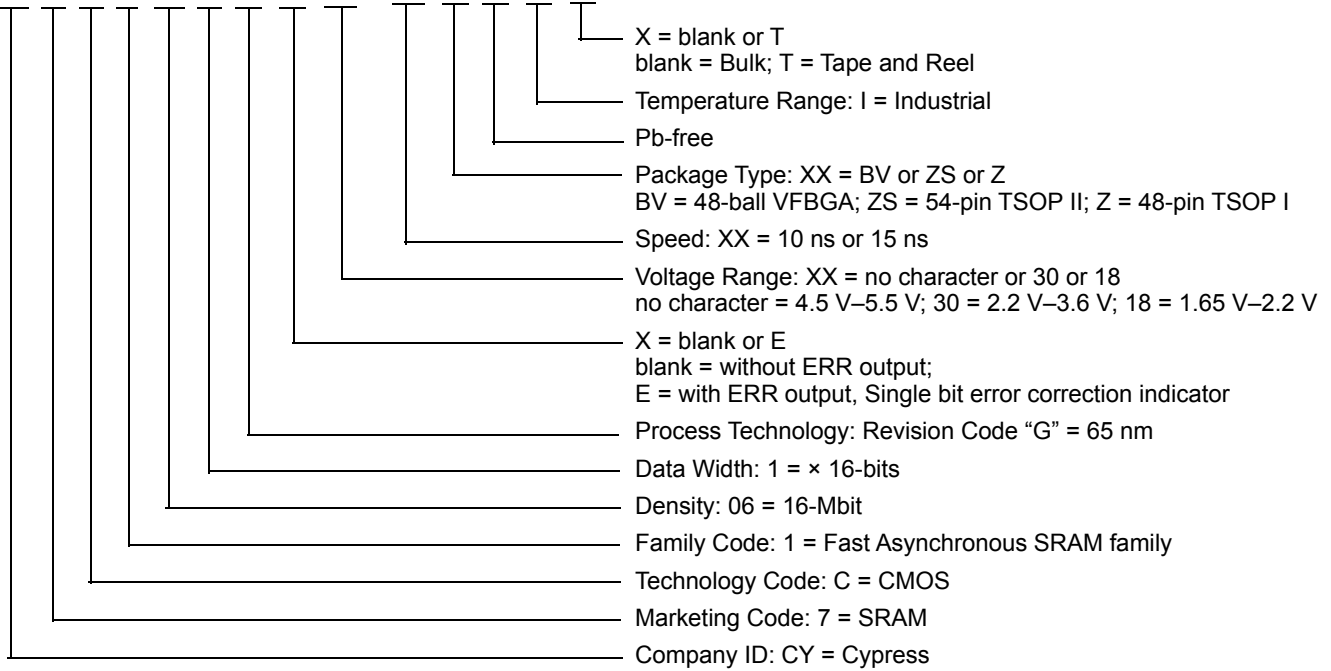 X = blank or T
blank = Bulk; T = Tape and Reel
Temperature Range: I = Industrial
Pb-free
Package Type: XX = BV or ZS or Z
BV = 48-ball VFBGA; ZS = 54-pin TSOP II; Z = 48-pin TSOP I
Speed: XX = 10 ns or 15 ns
Voltage Range: XX = no character or 30 or 18
no character = 4.5 V–5.5 V; 30 = 2.2 V–3.6 V; 18 = 1.65 V–2.2 V
X = blank or E
blank = without ERR output;
E = with ERR output, Single bit error correction indicator
Process Technology: Revision Code “G” = 65 nm
Data Width: 1 = × 16-bits
Density: 06 = 16-Mbit
Family Code: 1 = Fast Asynchronous SRAM family
Technology Code: C = CMOS
Marketing Code: 7 = SRAM
Company ID: CY = Cypress